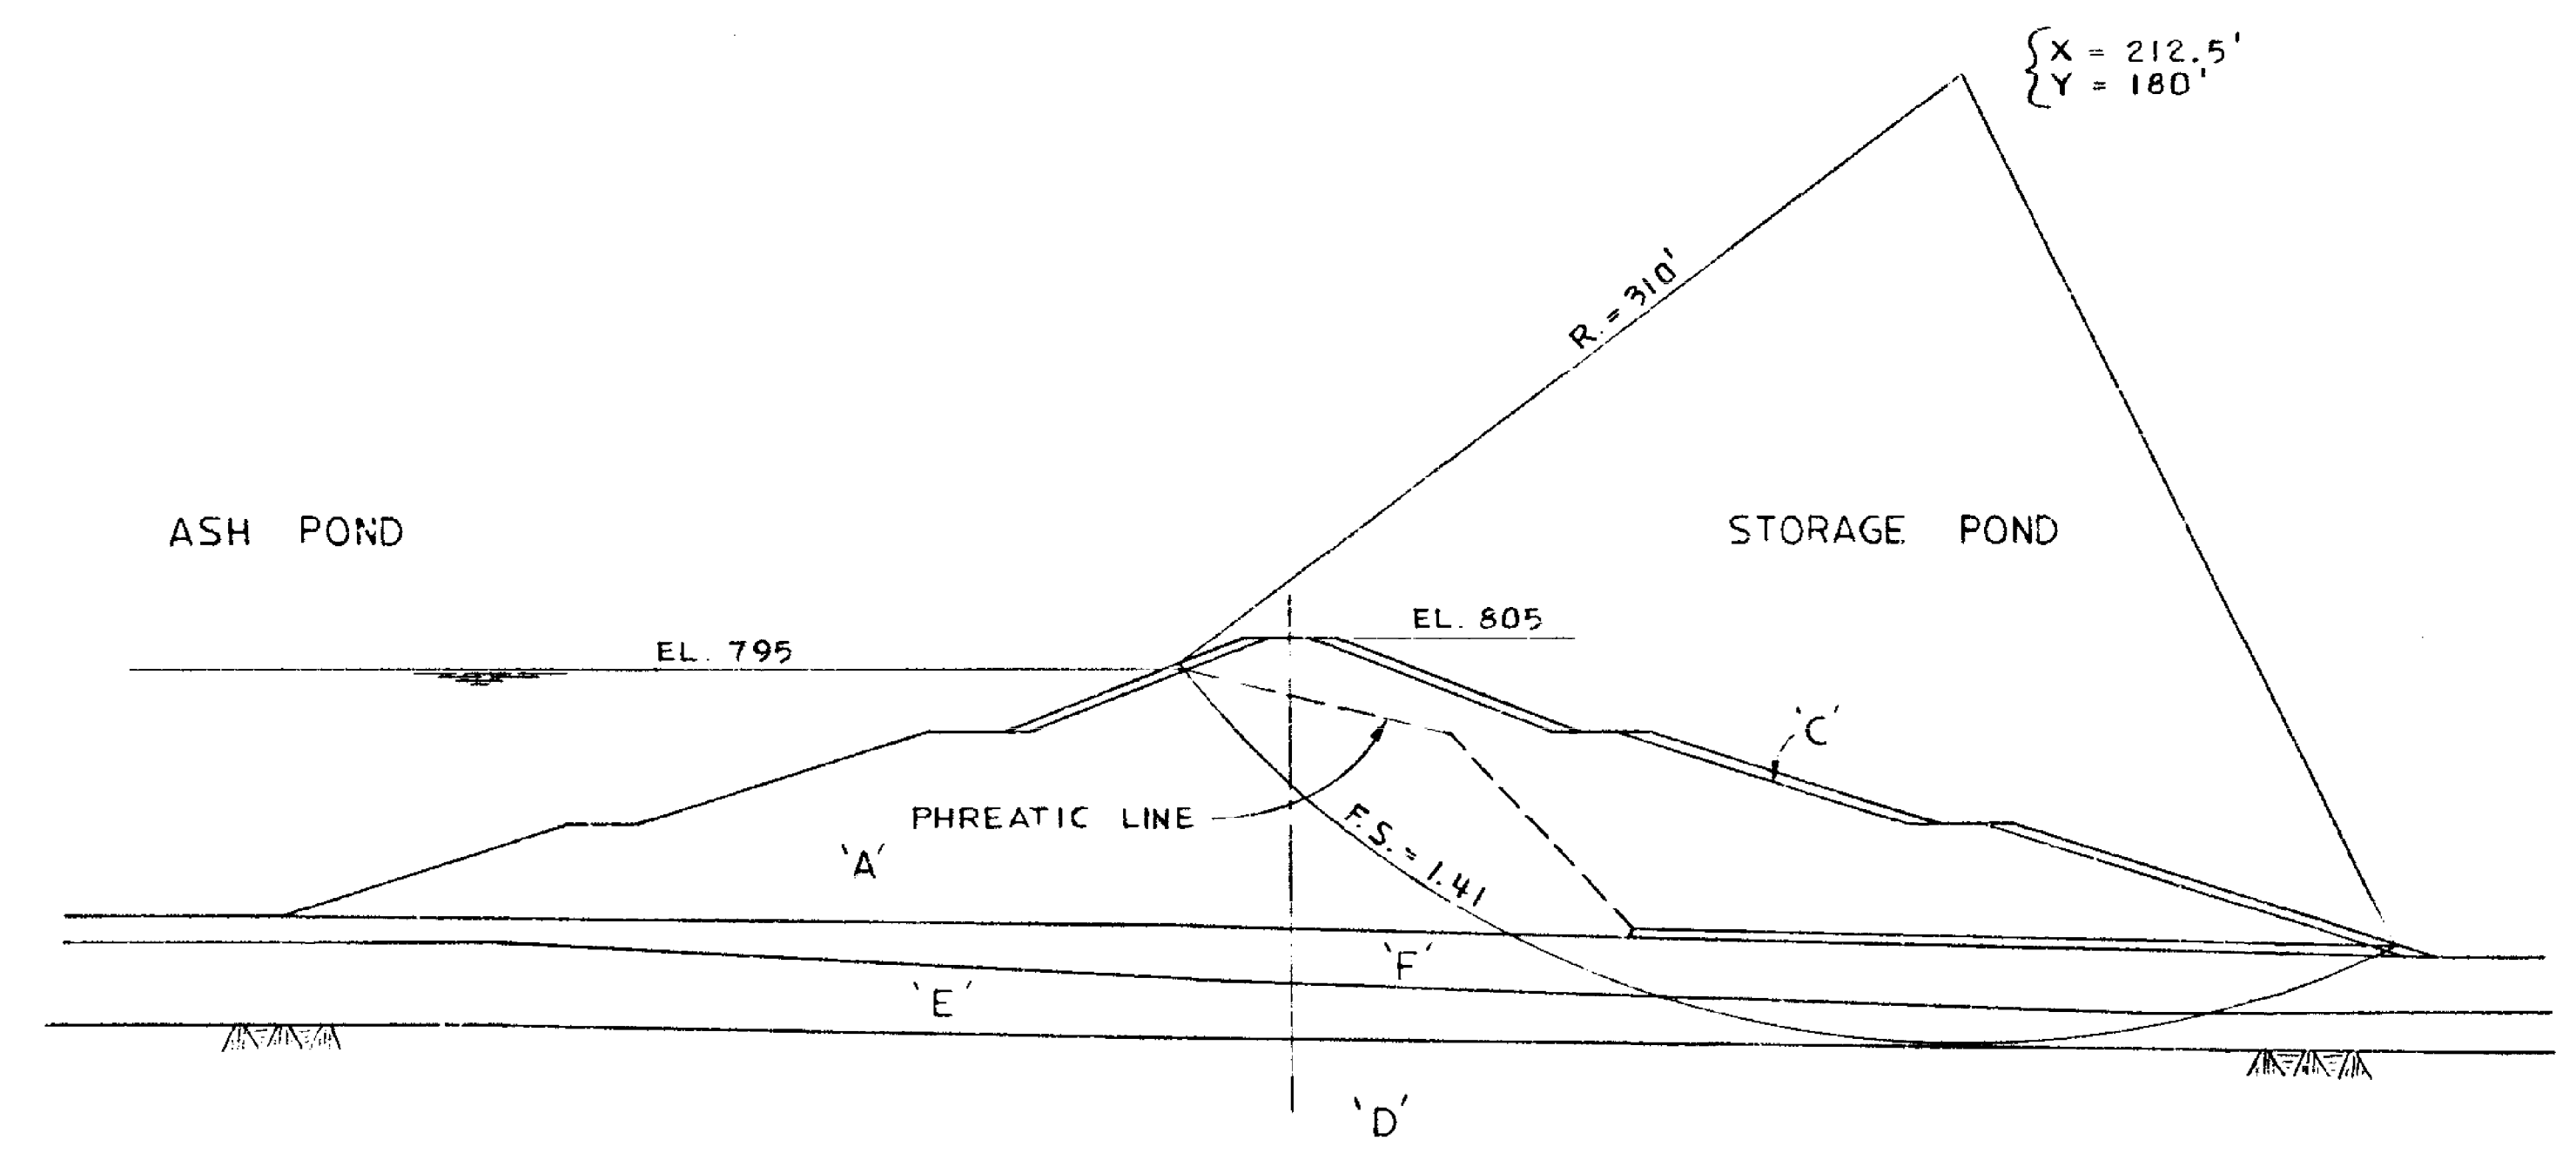 X = 212.5'
Y = 180'
R. = 310'
ASH POND
STORAGE POND
EL. 805
EL. 795
'C'
PHREATIC LINE
F.S. = 1.41
'A'
'F'
'E'
'D'